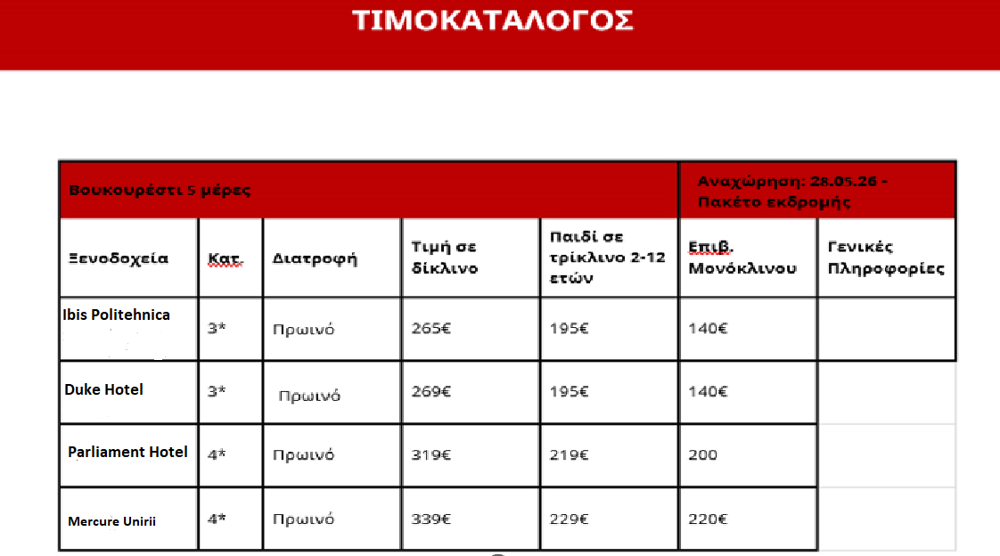 ΤΙΜΟΚΑΤΑΛΟΓΟΣ
Βουκουρέστι 5 μέρες
Αναχώρηση: 28.05.26 -
Πακέτο εκδρομής
Ξενοδοχεία
Κατ.
Διατροφή
Τιμή σε
δίκλινο
Παιδί σε
τρίκλινο 2-12
ετών
Επιβ.
Μονόκλινου
Γενικές
Πληροφορίες
Ibis Politehnica
3*
Πρωινό
265€
195€
140€
Duke Hotel
3*
Πρωινό
269€
195€
140€
Parliament Hotel
4*
Πρωινό
319€
219€
200
Mercure Unirii
4*
Πρωινό
339€
229€
220€